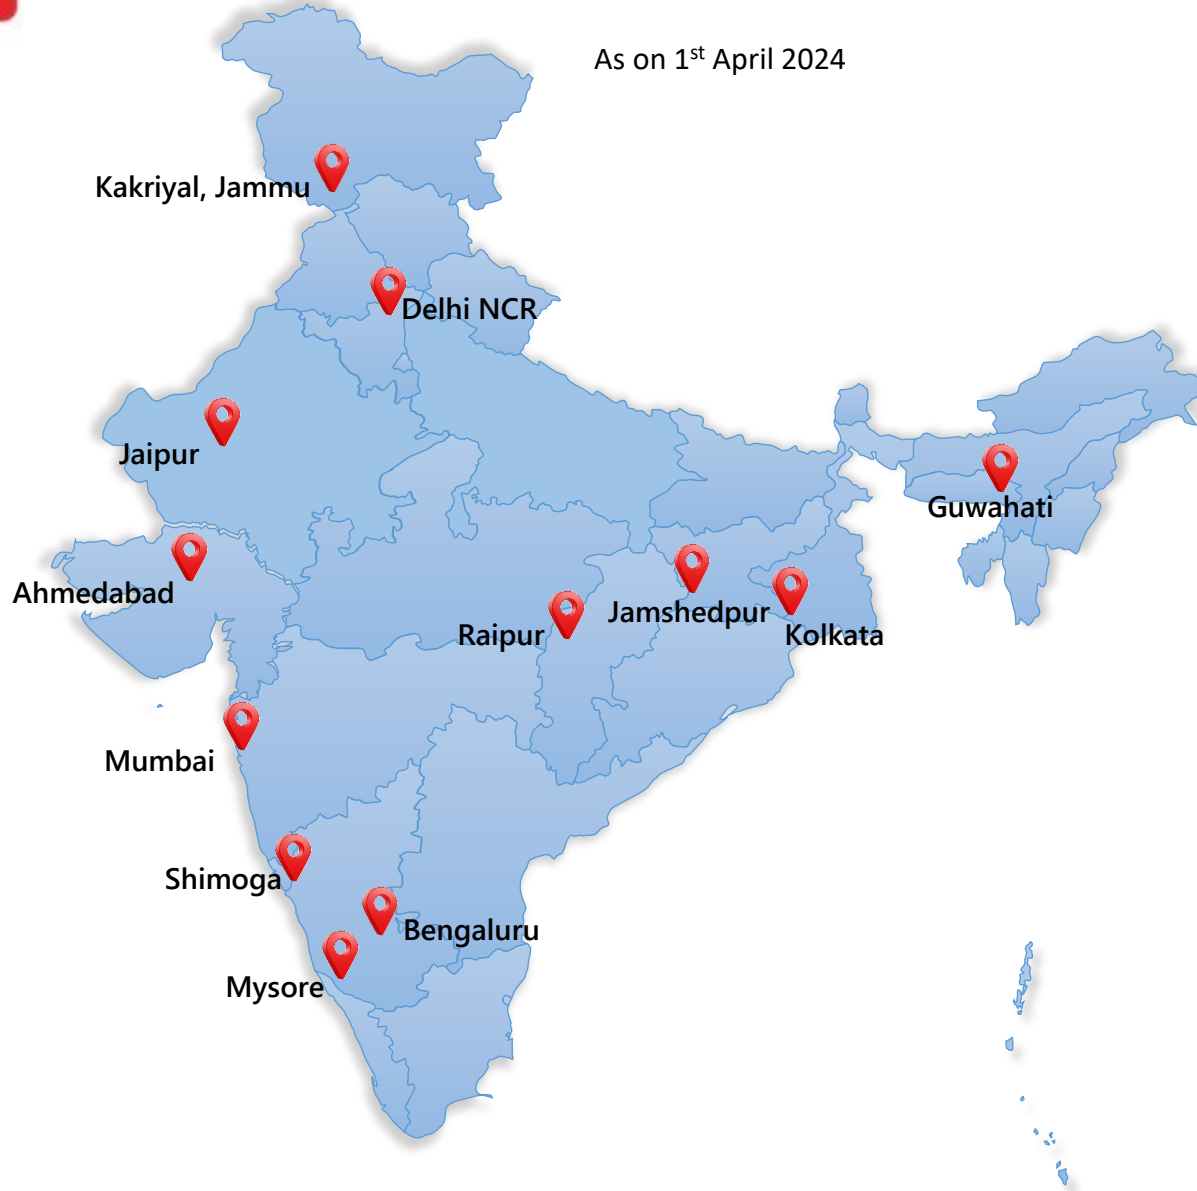 As on 1st April 2024
Kakriyal, Jammu
Delhi NCR
Jaipur
Guwahati
Ahmedabad
Jamshedpur
Raipur
Kolkata
Mumbai
Shimoga
Bengaluru
Mysore